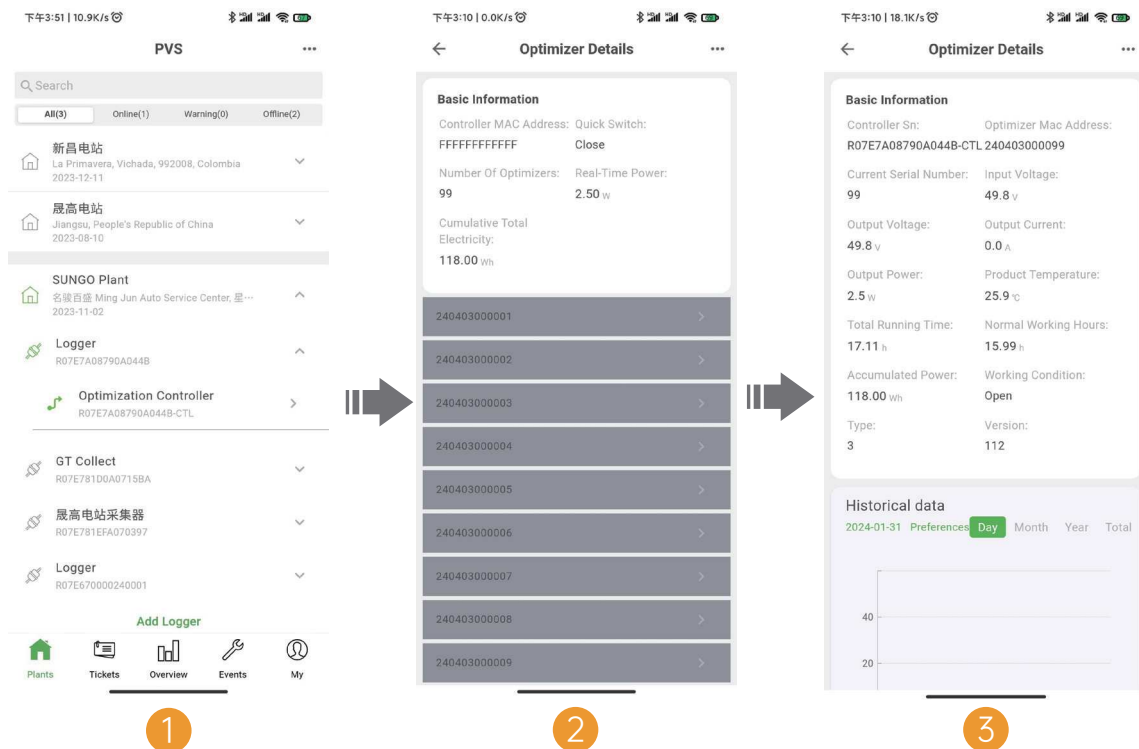 下午3:51 | 10.9K/s
PVS
Search
All(3) Online(1) Warning(0) Offline(2)
新昌电站
La Primavera, Vichada, 992008, Colombia
2023-12-11
晟高电站
Jiangsu, People's Republic of China
2023-08-10
SUNGO Plant
名骏百盛 Ming Jun Auto Service Center, 星…
2023-11-02
Logger
R07E7A08790A044B
Optimization Controller
R07E7A08790A044B-CTL
GT Collect
R07E781D0A0715BA
晟高电站采集器
R07E781EFA070397
Logger
R07E670000240001
Add Logger
Plants Tickets Overview Events My
1
下午3:10 | 0.0K/s
Optimizer Details
Basic Information
Controller MAC Address: Quick Switch:
FFFFFFFFFFFF Close
Number Of Optimizers: Real-Time Power:
99 2.50 W
Cumulative Total
Electricity:
118.00 Wh
240403000001
240403000002
240403000003
240403000004
240403000005
240403000006
240403000007
240403000008
240403000009
2
下午3:10 | 18.1K/s
Optimizer Details
Basic Information
Controller Sn: Optimizer Mac Address:
R07E7A08790A044B-CTL 240403000099
Current Serial Number: Input Voltage:
99 49.8 V
Output Voltage: Output Current:
49.8 V 0.0 A
Output Power: Product Temperature:
2.5 W 25.9 ℃
Total Running Time: Normal Working Hours:
17.11 h 15.99 h
Accumulated Power: Working Condition:
118.00 Wh Open
Type: Version:
3 112
Historical data
2024-01-31 Preferences Day Month Year Total
40
20
3